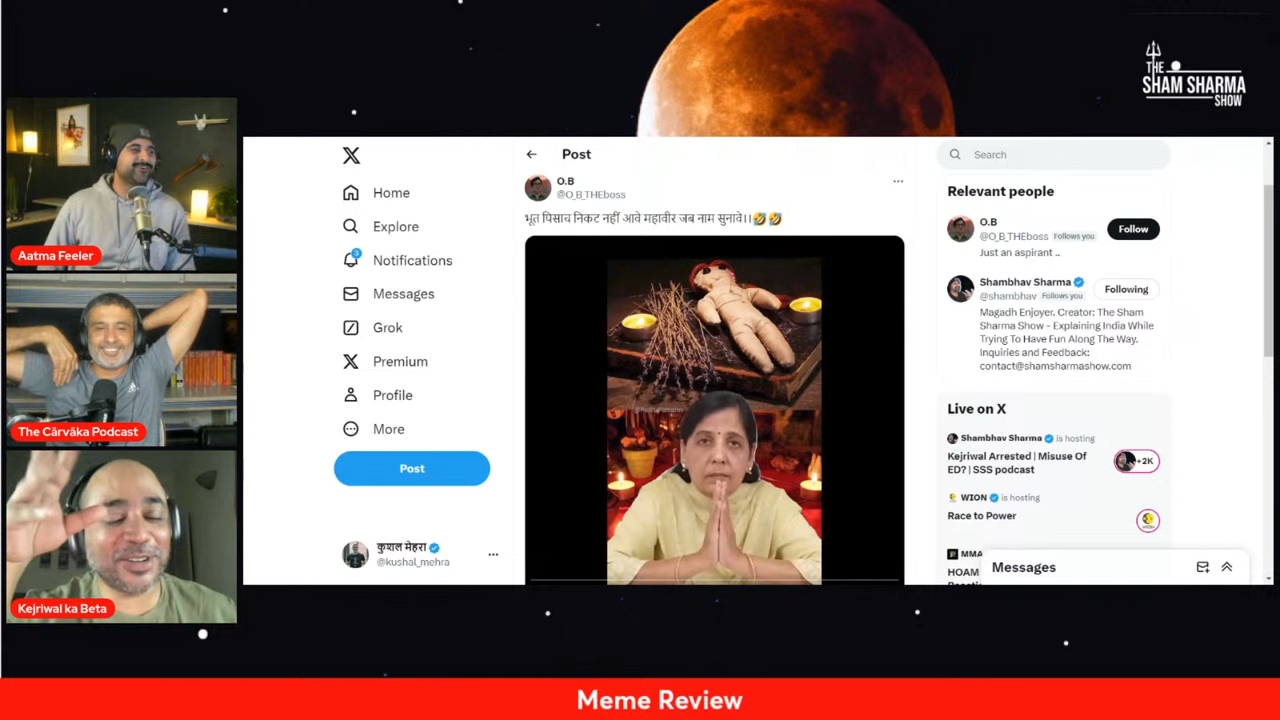 THE
SHAM SHARMA
SHOW
Aatma Feeler
The Cārvāka Podcast
Kejriwal ka Beta
Home
Explore
3
Notifications
Messages
Grok
Premium
Profile
More
Post
कुशल मेहरा
@kushal_mehra
Post
O.B
@O_B_THEboss
भूत पिसाच निकट नहीं आवे महावीर जब नाम सुनावे।।🤣🤣
Search
Relevant people
O.B
@O_B_THEboss Follows you
Just an aspirant ..
Follow
Shambhav Sharma
@shambhav Follows you
Following
Magadh Enjoyer. Creator: The Sham
Sharma Show - Explaining India While
Trying To Have Fun Along The Way.
Inquiries and Feedback:
contact@shamsharmashow.com
Live on X
Shambhav Sharma is hosting
Kejriwal Arrested | Misuse Of
ED? | SSS podcast
+2K
WION is hosting
Race to Power
MMA
HOAM
Messages
Meme Review